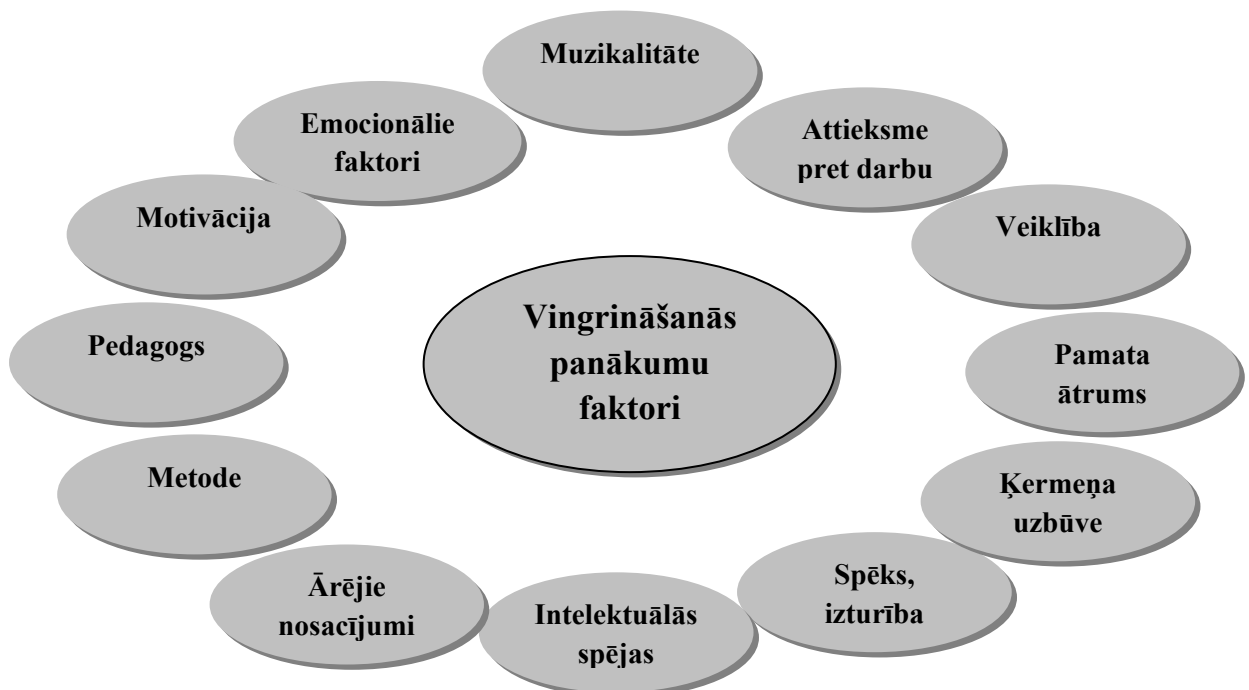 Muzikalitāte
Emocionālie
faktori
Attieksme
pret darbu
Motivācija
Veiklība
Vingrināšanās
panākumu
faktori
Pedagogs
Pamata
ātrums
Metode
Ķermeņa
uzbūve
Ārējie
nosacījumi
Spēks,
izturība
Intelektuālās
spējas